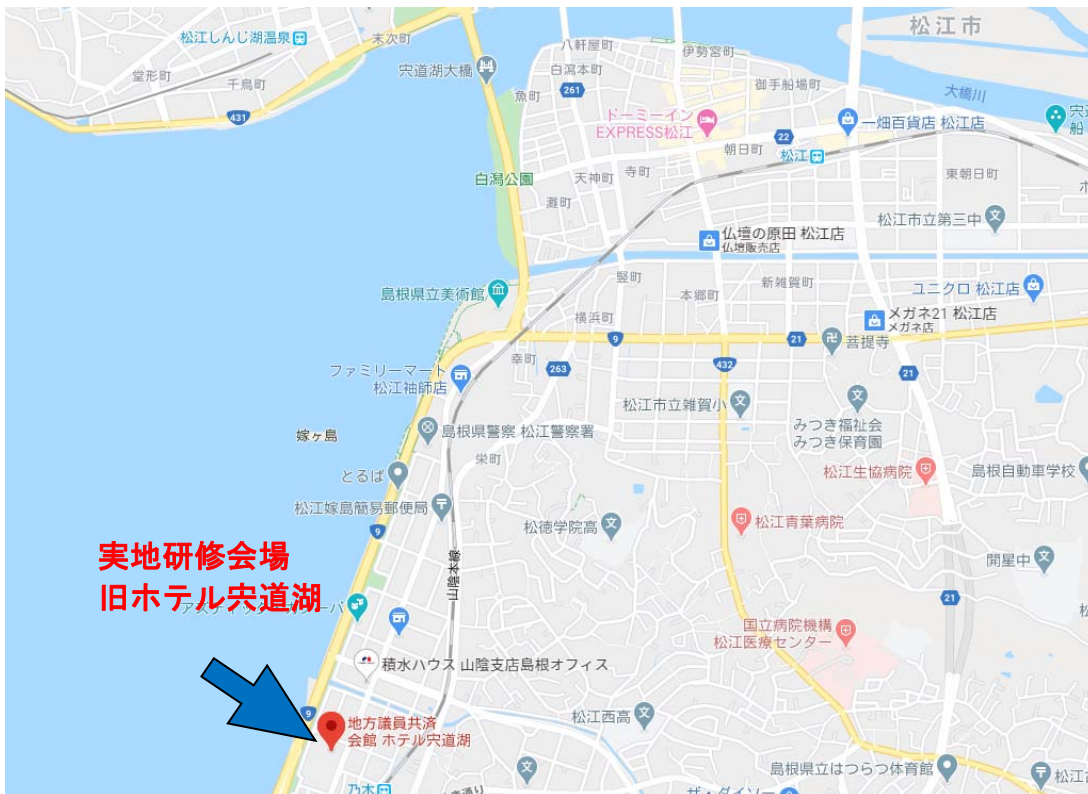 松江市
松江しんじ湖温泉
末次町
八軒屋町
伊勢宮町
宍道湖大橋
白潟本町
堂形町
千鳥町
261
御手船場町
大橋川
魚町
431
ドーミーイン
EXPRESS松江
一畑百貨店 松江店
22
朝日町
松江
白潟公園
天神町
寺町
東朝日町
灘町
松江市立第三中
仏壇の原田 松江店
仏壇販売店
竪町
新雑賀町
島根県立美術館
本郷町
ユニクロ 松江店
横浜町
メガネ21 松江店
メガネ店
9
21
菩提寺
幸町
ファミリーマート
松江袖師店
263
432
21
松江市立雑賀小
みつき福祉会
みつき保育園
嫁ヶ島
島根県警察 松江警察署
栄町
松江生協病院
島根自動車学校
とるぱ
松江嫁島簡易郵便局
松徳学院高
松江青葉病院
9
実地研修会場
旧ホテル宍道湖
山陰本線
開星中
21
国立病院機構
松江医療センター
積水ハウス 山陰支店島根オフィス
9
地方議員共済
会館 ホテル宍道湖
松江西高
島根県立はつらつ体育館
乃木
ザ・ダイソー